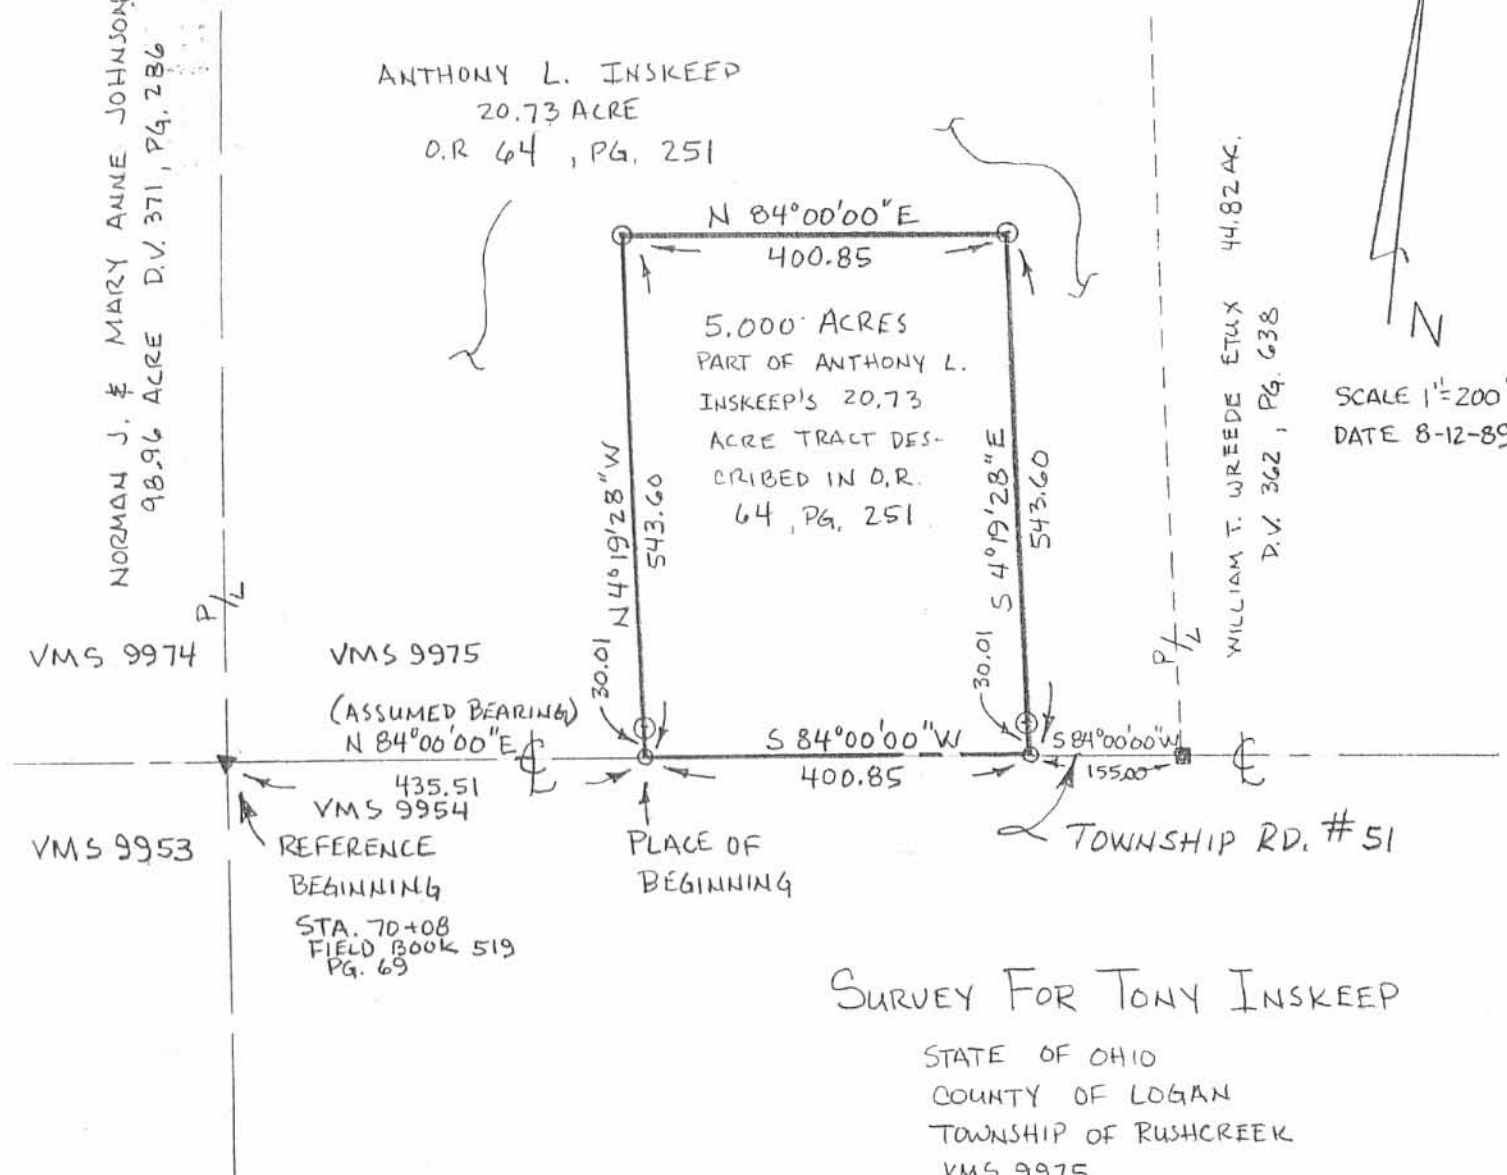 NORMAN J. & MARY ANNE JOHNSON
98.96 ACRE D.V. 371, PG. 286
ANTHONY L. INSKEEP
20.73 ACRE
O.R 64, PG. 251
N 84°00'00" E
400.85
5.000 ACRES
PART OF ANTHONY L.
INSKEEP'S 20.73
ACRE TRACT DES-
CRIBED IN O.R.
64, PG. 251
N 4°19'28" W
543.60
30.01
S 4°19'28" E
543.60
30.01
WILLIAM T. WREEDE ETUX 44.82 AC.
D.V. 362, PG. 638
N
SCALE 1"=200'
DATE 8-12-89
P/L
P/L
VMS 9974
VMS 9975
(ASSUMED BEARING)
N 84°00'00" E
℄
S 84°00'00" W
S 84°00'00" W
℄
435.51
400.85
155.00
VMS 9954
VMS 9953
REFERENCE
BEGINNING
STA. 70+08
FIELD BOOK 519
PG. 69
PLACE OF
BEGINNING
TOWNSHIP RD. #51
SURVEY FOR TONY INSKEEP
STATE OF OHIO
COUNTY OF LOGAN
TOWNSHIP OF RUSHCREEK
VMS 9975